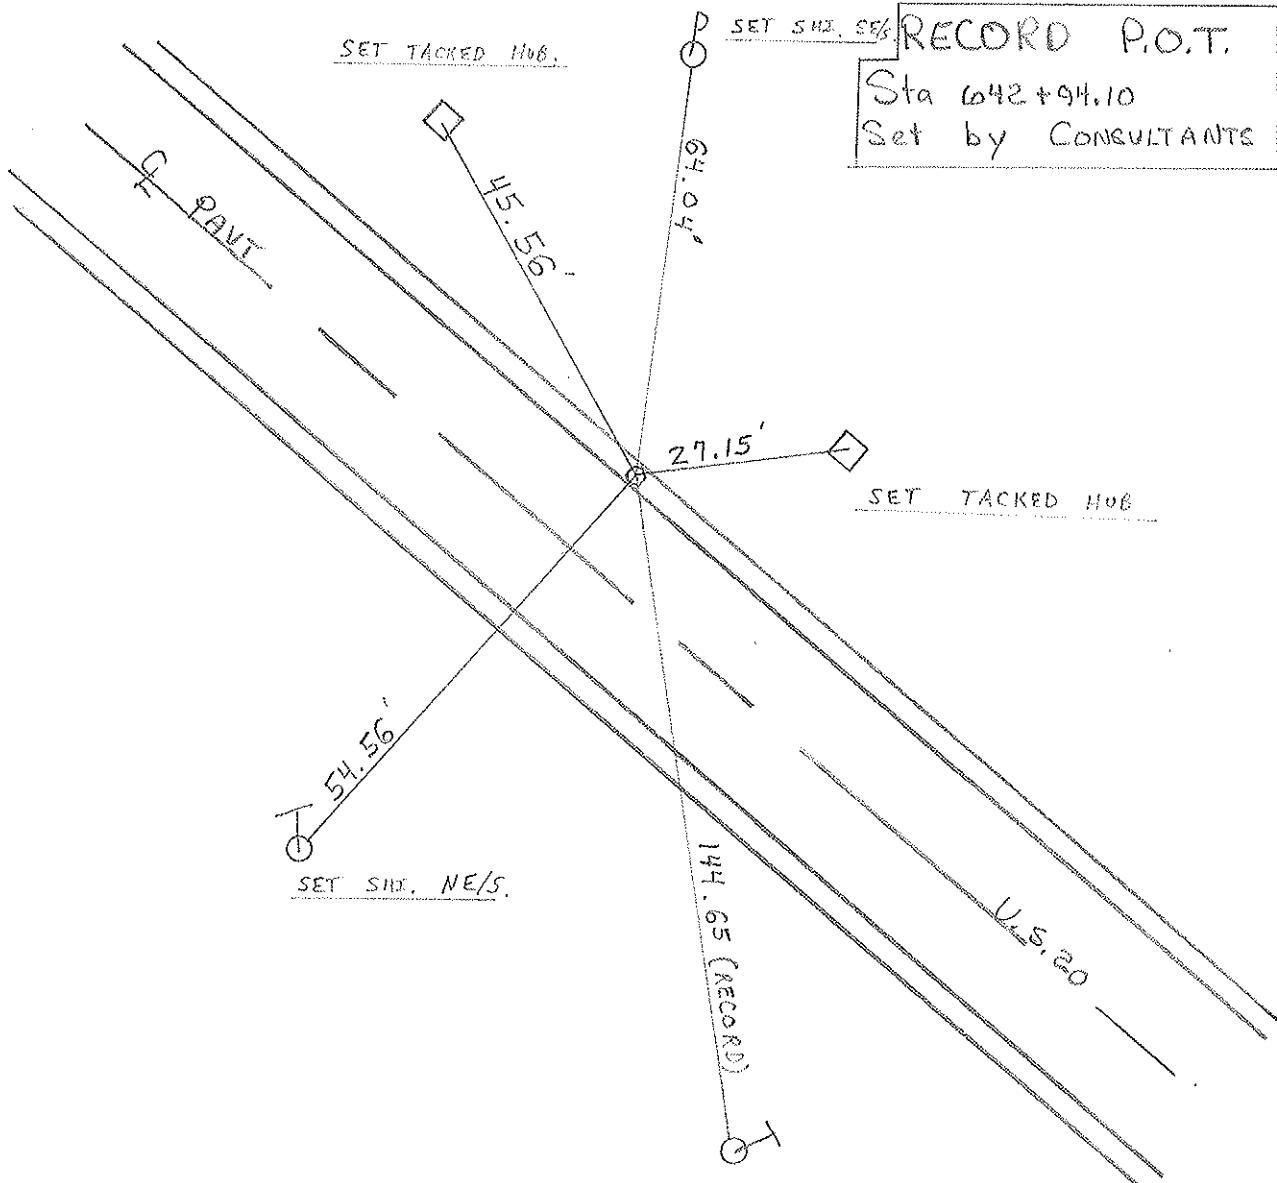 SET TACKED HUB.
P
SET SHI. SE/S.
RECORD P.O.T.
Sta 642+94.10
Set by CONSULTANTS
64.04'
45.56'
℄ PAVT
27.15'
SET TACKED HUB
54.56'
T
SET SHI. NE/S.
144.65 (RECORD)
U.S. 20
T